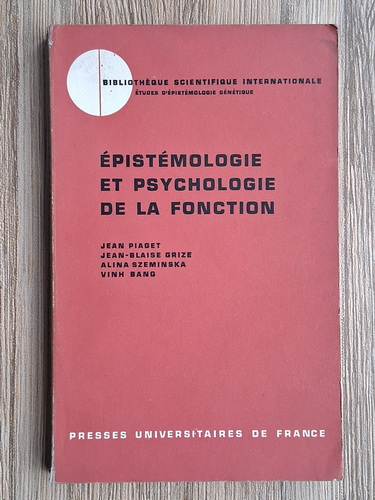 BIBLIOTHÈQUE SCIENTIFIQUE INTERNATIONALE
ÉTUDES D'ÉPISTÉMOLOGIE GÉNÉTIQUE
ÉPISTÉMOLOGIE
ET PSYCHOLOGIE
DE LA FONCTION
JEAN PIAGET
JEAN-BLAISE GRIZE
ALINA SZEMINSKA
VINH BANG
PRESSES UNIVERSITAIRES DE FRANCE